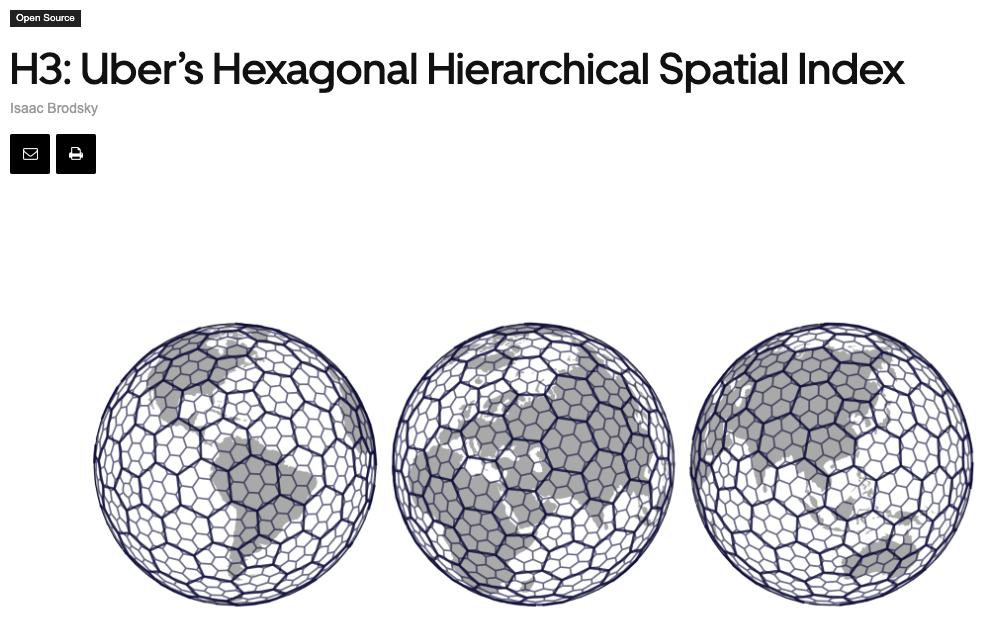 Open Source
H3: Uber’s Hexagonal Hierarchical Spatial Index
Isaac Brodsky